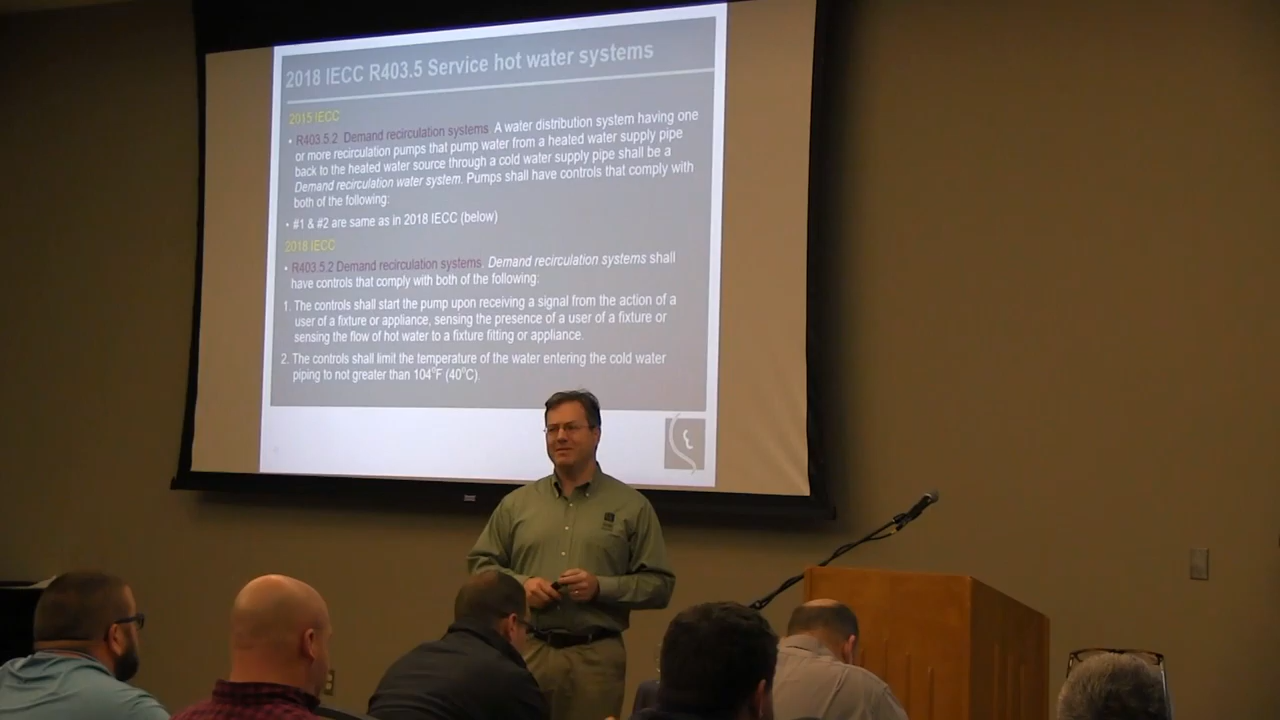 2018 IECC R403.5 Service hot water systems
2015 IECC
• R403.5.2 Demand recirculation systems A water distribution system having one
or more recirculation pumps that pump water from a heated water supply pipe
back to the heated water source through a cold water supply pipe shall be a
Demand recirculation water system. Pumps shall have controls that comply with
both of the following:
• #1 & #2 are same as in 2018 IECC (below)
2018 IECC
• R403.5.2 Demand recirculation systems Demand recirculation systems shall
have controls that comply with both of the following:
1. The controls shall start the pump upon receiving a signal from the action of a
user of a fixture or appliance, sensing the presence of a user of a fixture or
sensing the flow of hot water to a fixture fitting or appliance.
2. The controls shall limit the temperature of the water entering the cold water
piping to not greater than 104°F (40°C).